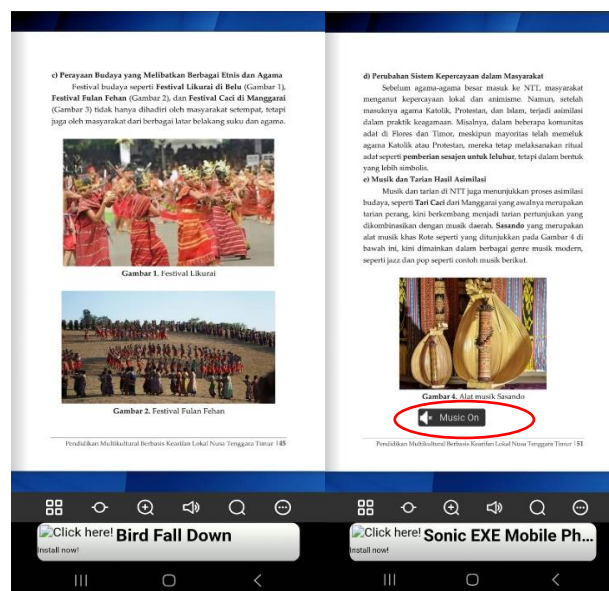 c) Perayaan Budaya yang Melibatkan Berbagai Etnis dan Agama
Festival budaya seperti Festival Likurai di Belu (Gambar 1),
Festival Fulan Fehan (Gambar 2), dan Festival Caci di Manggarai
(Gambar 3) tidak hanya dihadiri oleh masyarakat setempat, tetapi
juga oleh masyarakat dari berbagai latar belakang suku dan agama.
Gambar 1. Festival Likurai
Gambar 2. Festival Fulan Fehan
Pendidikan Multikultural Berbasis Kearifan Lokal Nusa Tenggara Timur |45
Click here! Bird Fall Down
Install now!
d) Perubahan Sistem Kepercayaan dalam Masyarakat
Sebelum agama-agama besar masuk ke NTT, masyarakat
menganut kepercayaan lokal dan animisme. Namun, setelah
masuknya agama Katolik, Protestan, dan Islam, terjadi asimilasi
dalam praktik keagamaan. Misalnya, dalam beberapa komunitas
adat di Flores dan Timor, meskipun mayoritas telah memeluk
agama Katolik atau Protestan, mereka tetap melaksanakan ritual
adat seperti pemberian sesajen untuk leluhur, tetapi dalam bentuk
yang lebih simbolis.
e) Musik dan Tarian Hasil Asimilasi
Musik dan tarian di NTT juga menunjukkan proses asimilasi
budaya, seperti Tari Caci dari Manggarai yang awalnya merupakan
tarian perang, kini berkembang menjadi tarian pertunjukan yang
dikombinasikan dengan musik daerah. Sasando yang merupakan
alat musik khas Rote seperti yang ditunjukkan pada Gambar 4 di
bawah ini, kini dimainkan dalam berbagai genre musik modern,
seperti jazz dan pop seperti contoh musik berikut.
Gambar 4. Alat musik Sasando
Music On
Pendidikan Multikultural Berbasis Kearifan Lokal Nusa Tenggara Timur |51
Click here! Sonic EXE Mobile Ph...
Install now!